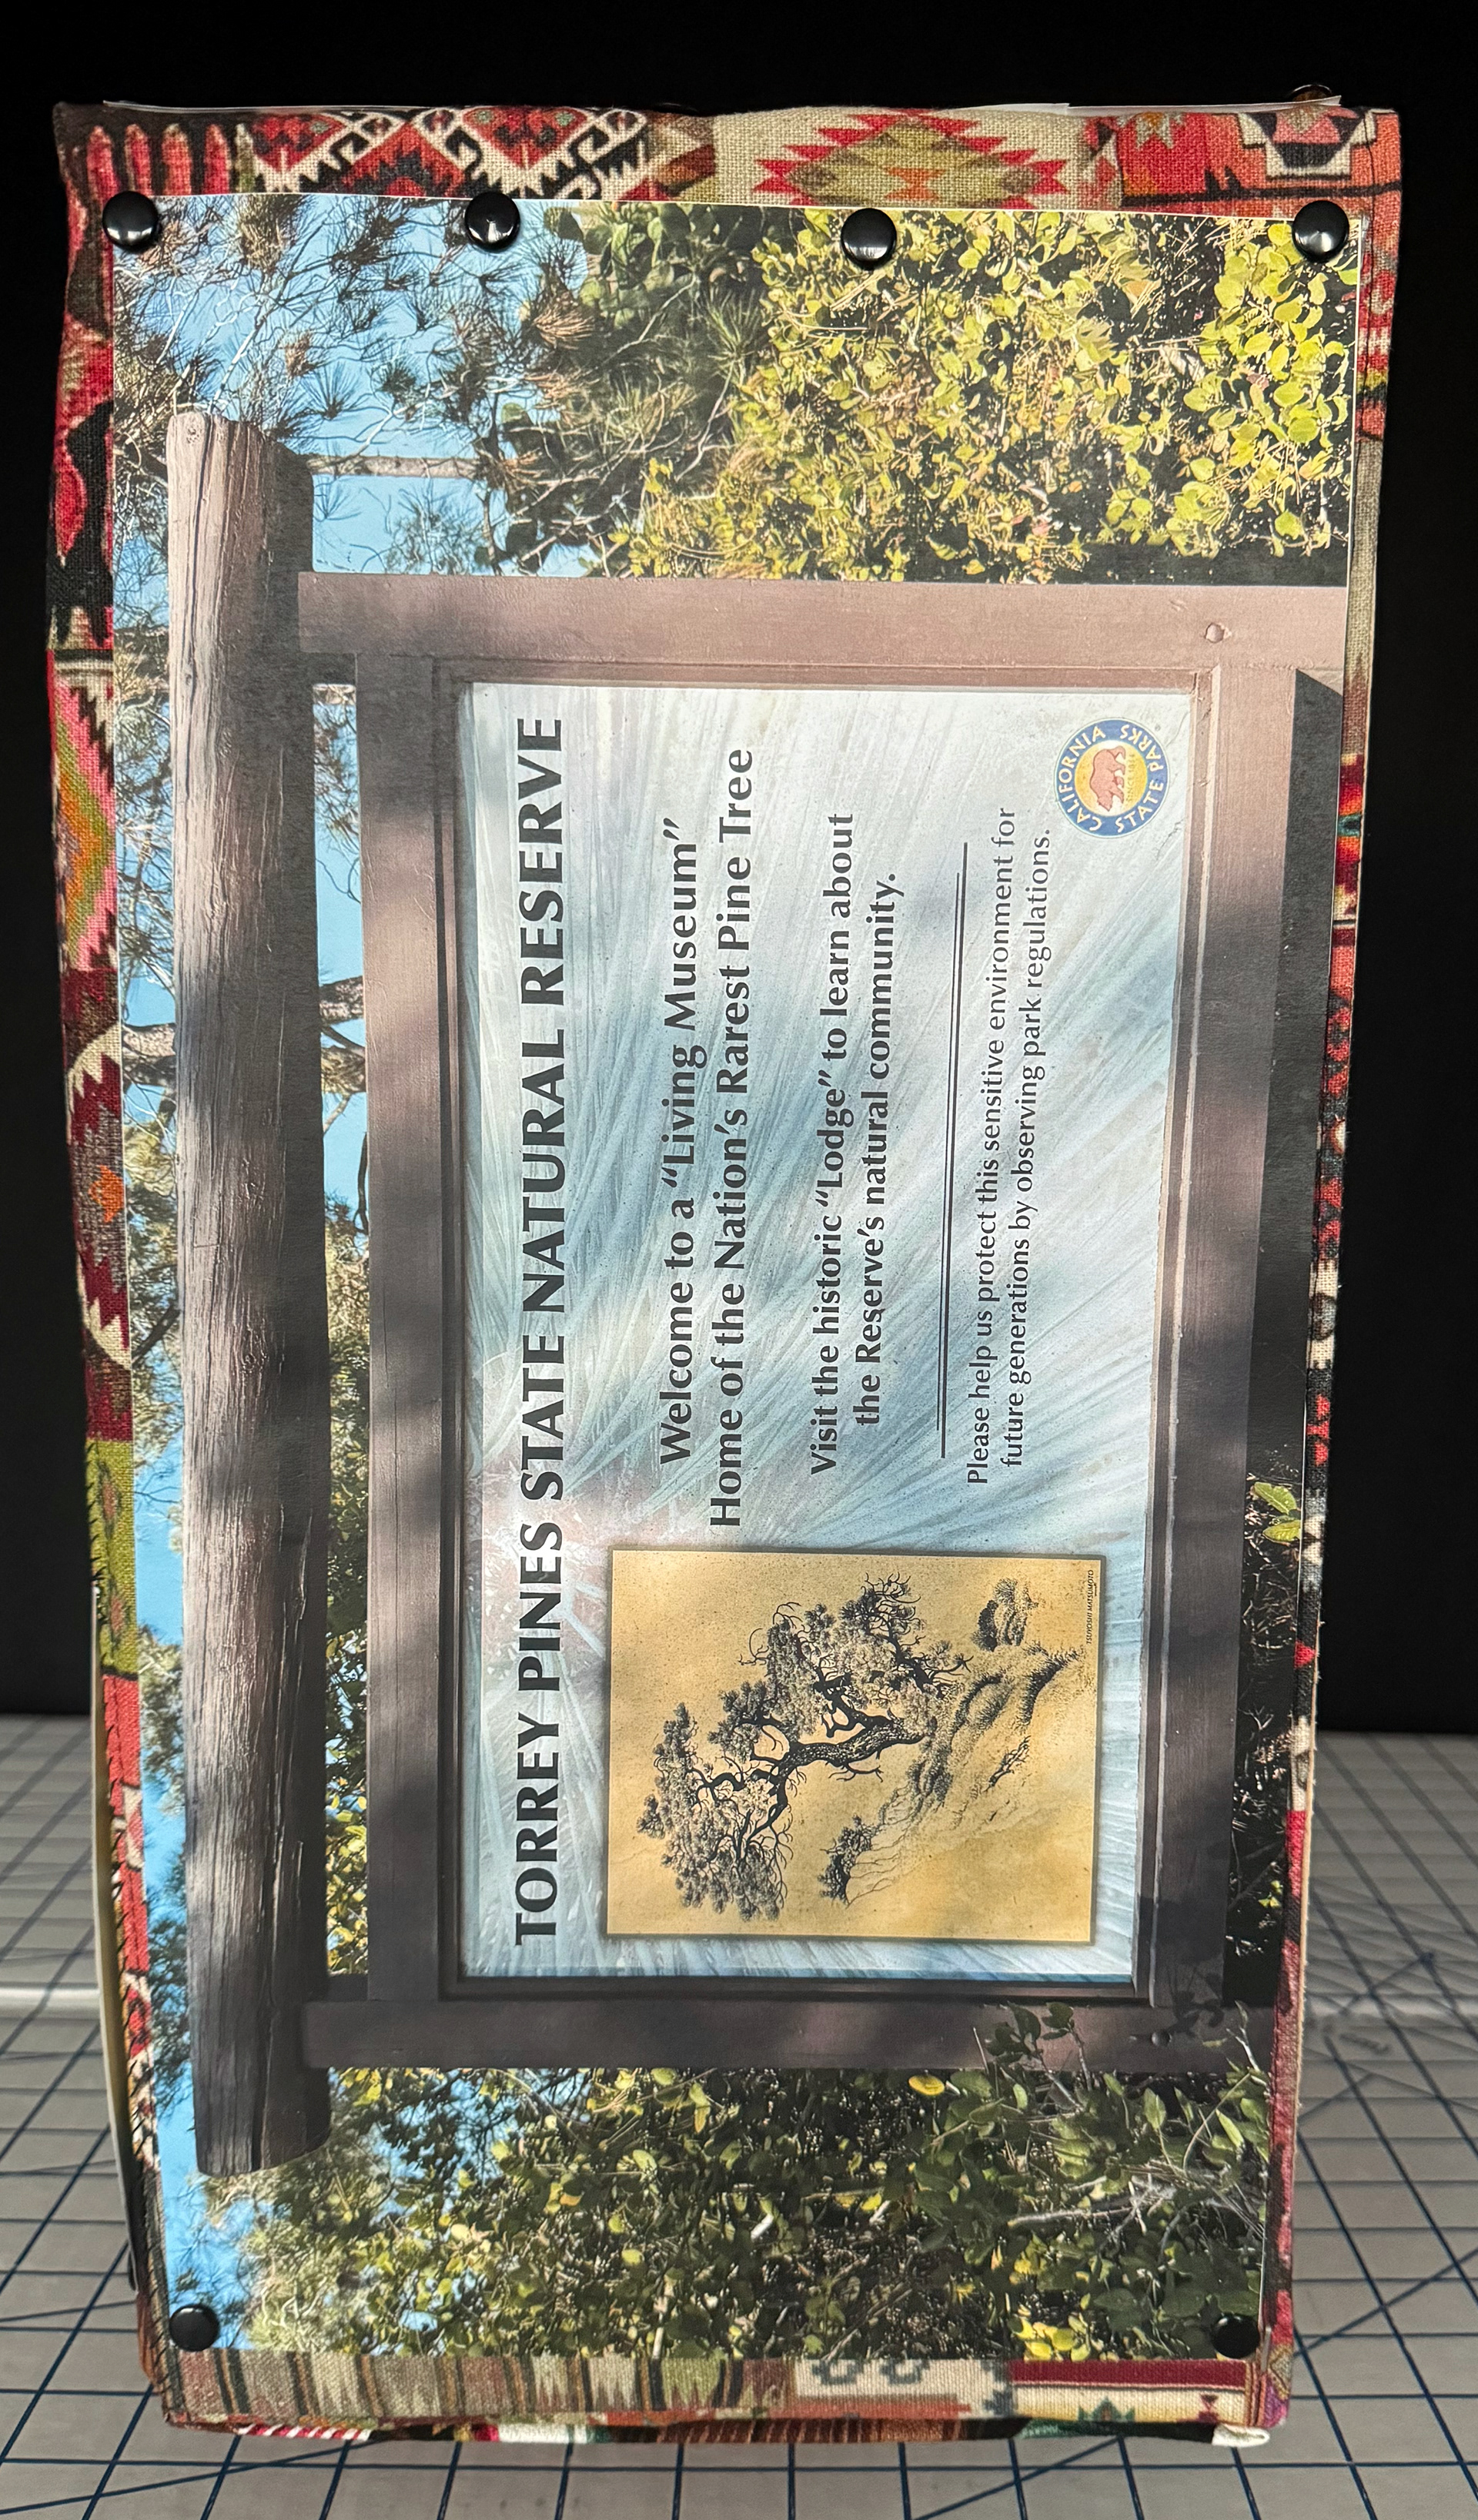 TORREY PINES STATE NATURAL RESERVE
Welcome to a “Living Museum”
Home of the Nation’s Rarest Pine Tree
Visit the historic “Lodge” to learn about
the Reserve’s natural community.
Please help us protect this sensitive environment for
future generations by observing park regulations.
TSUYOSHI MATSUMOTO
CALIFORNIA
STATE PARKS